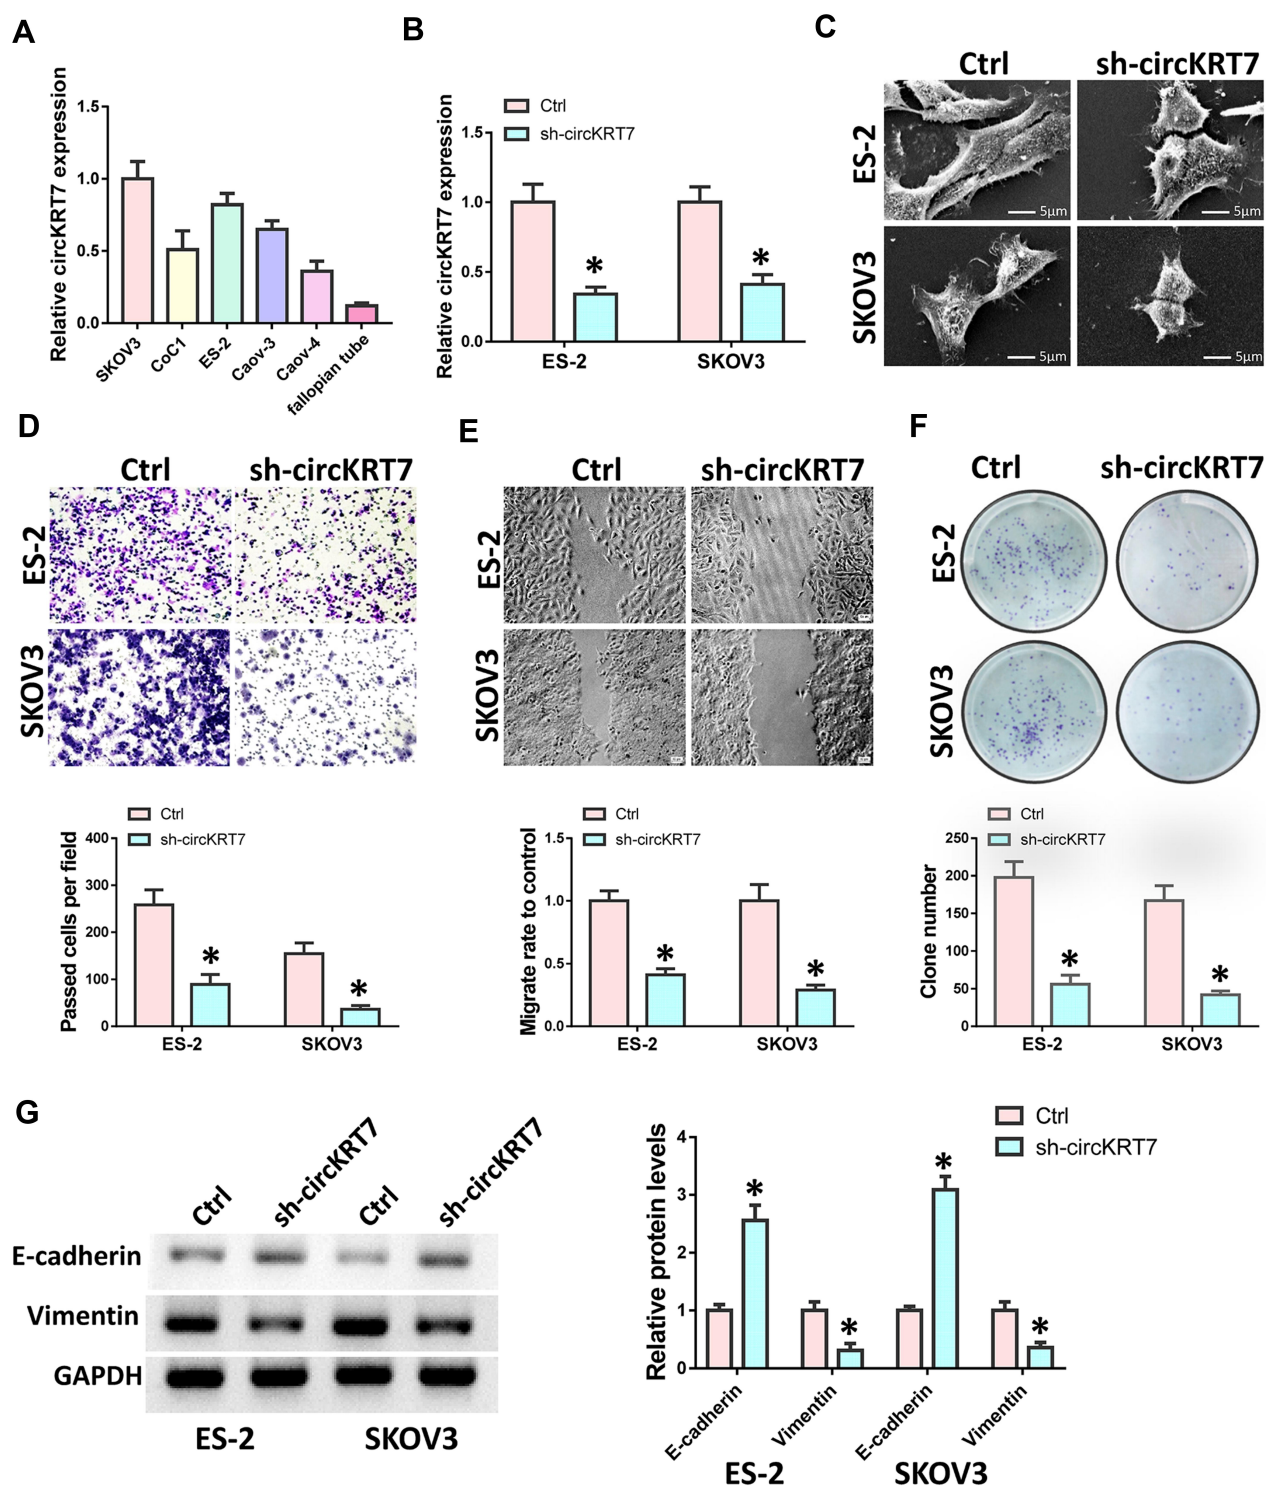 A
Relative circKRT7 expression
1.5
1.0
0.5
0.0
SKOV3
CoC1
ES-2
Caov-3
Caov-4
fallopian tube
B
Ctrl
sh-circKRT7
Relative circKRT7 expression
1.5
1.0
0.5
0.0
*
*
ES-2
SKOV3
C
Ctrl
sh-circKRT7
ES-2
5μm
5μm
SKOV3
5μm
5μm
D
Ctrl
sh-circKRT7
ES-2
SKOV3
Ctrl
sh-circKRT7
Passed cells per field
400
300
200
100
0
*
*
ES-2
SKOV3
E
Ctrl
sh-circKRT7
ES-2
SKOV3
Ctrl
sh-circKRT7
Migrate rate to control
1.5
1.0
0.5
0.0
*
*
ES-2
SKOV3
F
Ctrl
sh-circKRT7
ES-2
SKOV3
Ctrl
sh-circKRT7
Clone number
250
200
150
100
50
0
*
*
ES-2
SKOV3
G
Ctrl
sh-circKRT7
Ctrl
sh-circKRT7
E-cadherin
Vimentin
GAPDH
ES-2
SKOV3
Ctrl
sh-circKRT7
Relative protein levels
4
3
2
1
0
*
*
*
*
E-cadherin
Vimentin
E-cadherin
Vimentin
ES-2
SKOV3